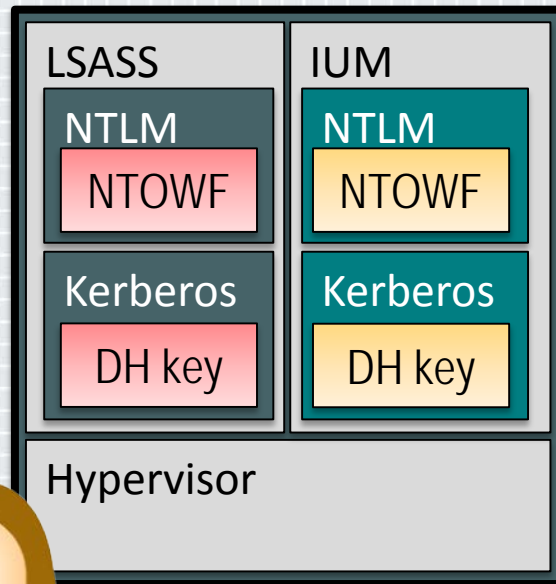 LSASS
NTLM
NTOWF
Kerberos
DH key
IUM
NTLM
NTOWF
Kerberos
DH key
Hypervisor